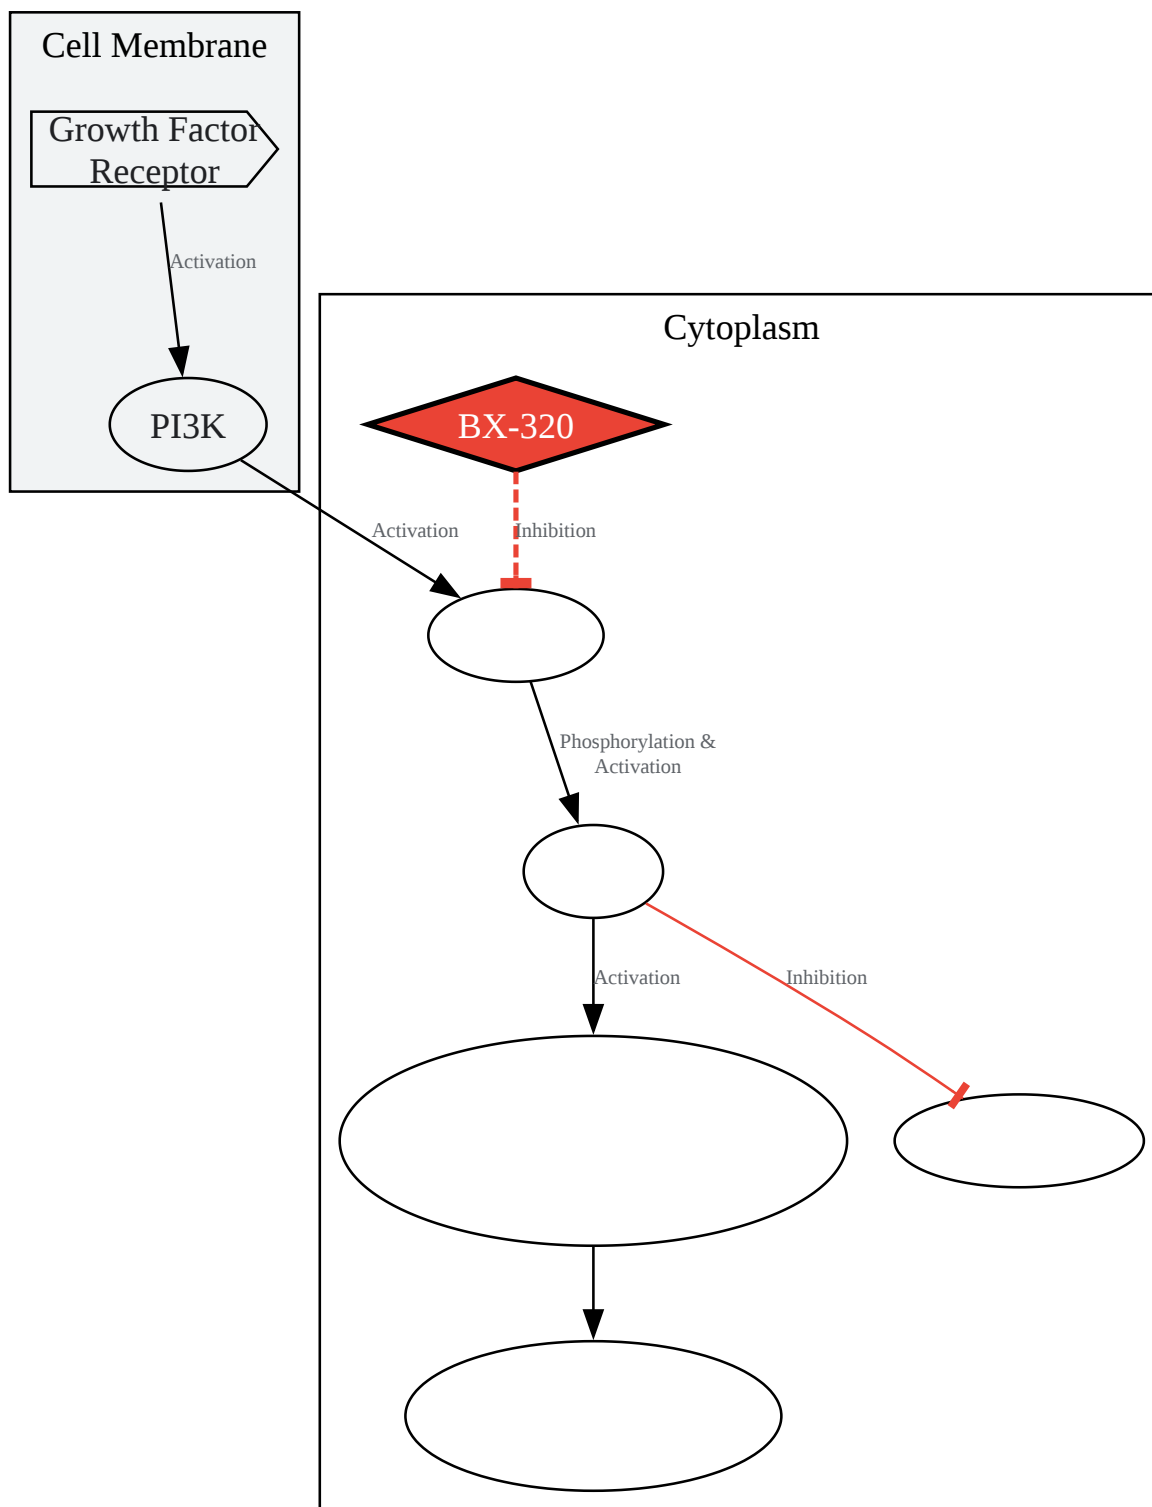 Cell Membrane
Growth Factor
Receptor
Activation
PI3K
Cytoplasm
BX-320
Activation
Inhibition
Phosphorylation &
Activation
Activation
Inhibition